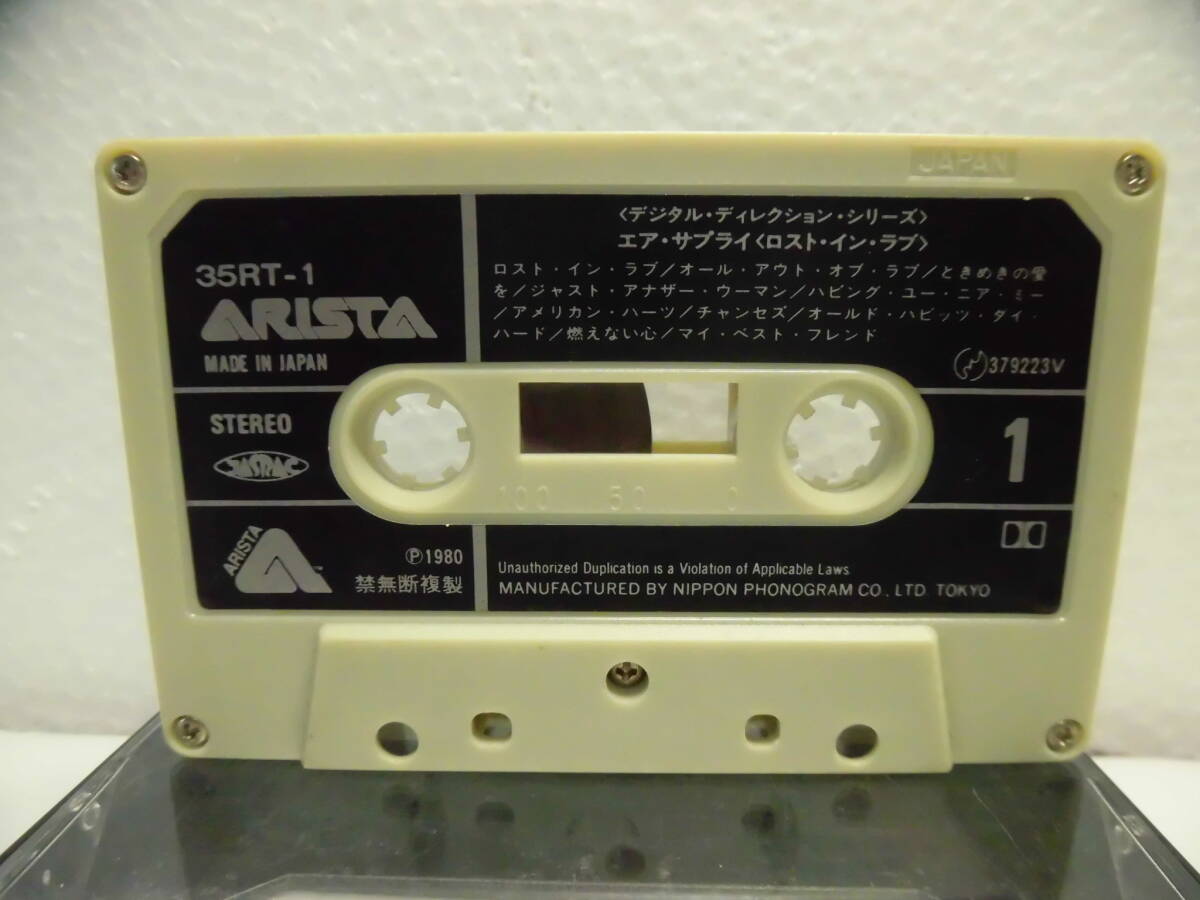 JAPAN
35RT-1
ARISTA
MADE IN JAPAN
〈デジタル・ディレクション・シリーズ〉
エア・サプライ〈ロスト・イン・ラブ〉
ロスト・イン・ラブ/オール・アウト・オブ・ラブ/ときめきの愛
を/ジャスト・アナザー・ウーマン/ハビング・ユー・ニア・ミー
/アメリカン・ハーツ/チャンセズ/オールド・ハビッツ・ダイ・
ハード/燃えない心/マイ・ベスト・フレンド
379223V
STEREO
JASRAC
1
100 50 0
ARISTA
℗1980
禁無断複製
Unauthorized Duplication is a Violation of Applicable Laws.
MANUFACTURED BY NIPPON PHONOGRAM CO., LTD. TOKYO